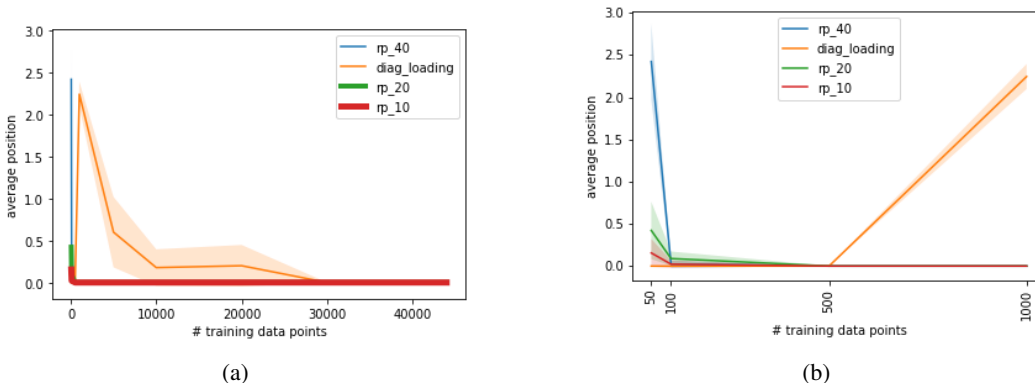 3.0
2.5
2.0
1.5
1.0
0.5
0.0
average position
rp_40
diag_loading
rp_20
rp_10
0 10000 20000 30000 40000
# training data points
(a)
3.0
2.5
2.0
1.5
1.0
0.5
0.0
average position
rp_40
diag_loading
rp_20
rp_10
50 100 500 1000
# training data points
(b)